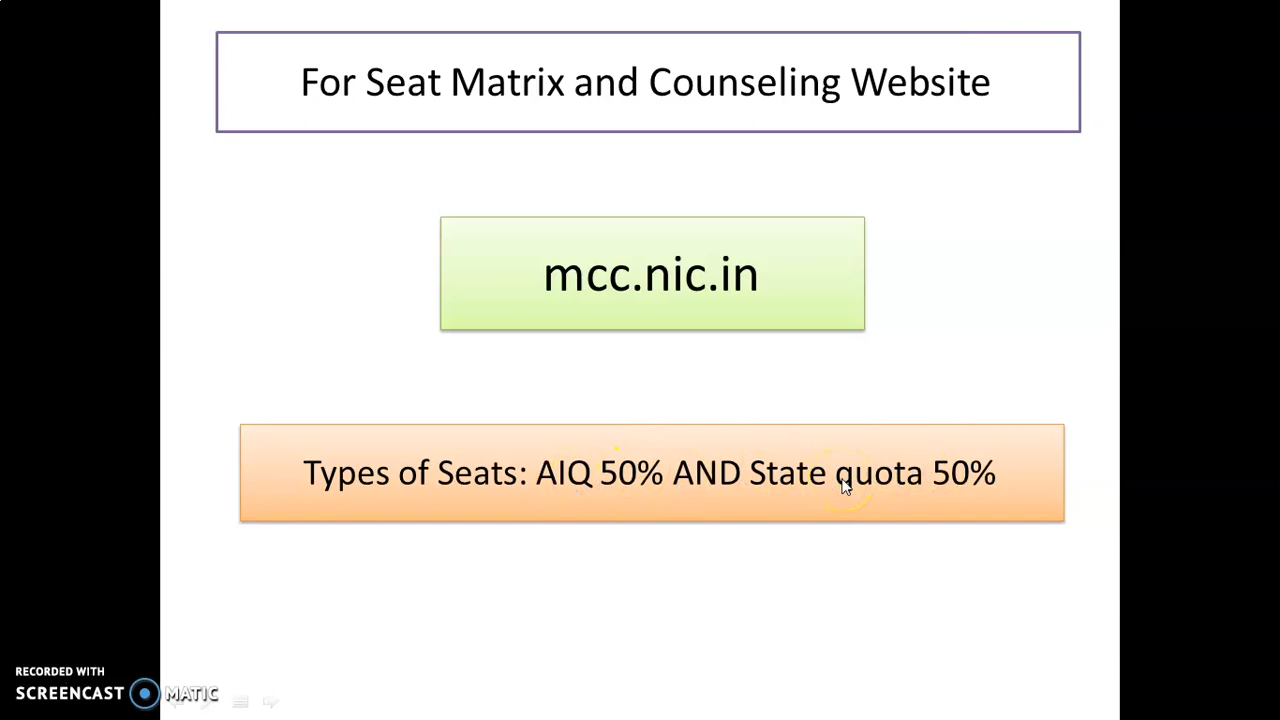 For Seat Matrix and Counseling Website
mcc.nic.in
Types of Seats: AIQ 50% AND State quota 50%
RECORDED WITH
SCREENCAST MATIC